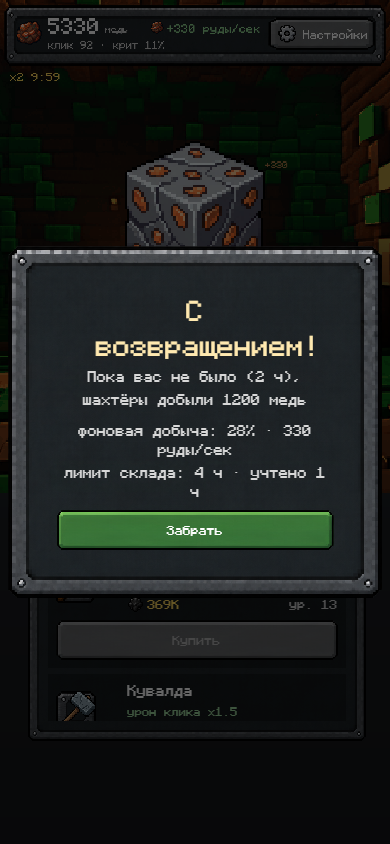 5330 медь +330 руды/сек Настройки
клик 92 · крит 11%
x2 9:59
+330
С
возвращением!
Пока вас не было (2 ч),
шахтёры добыли 1200 медь
фоновая добыча: 28% · 330
руды/сек
лимит склада: 4 ч · учтено 1
ч
Забрать
369K ур. 13
Купить
Кувалда
урон клика x1.5